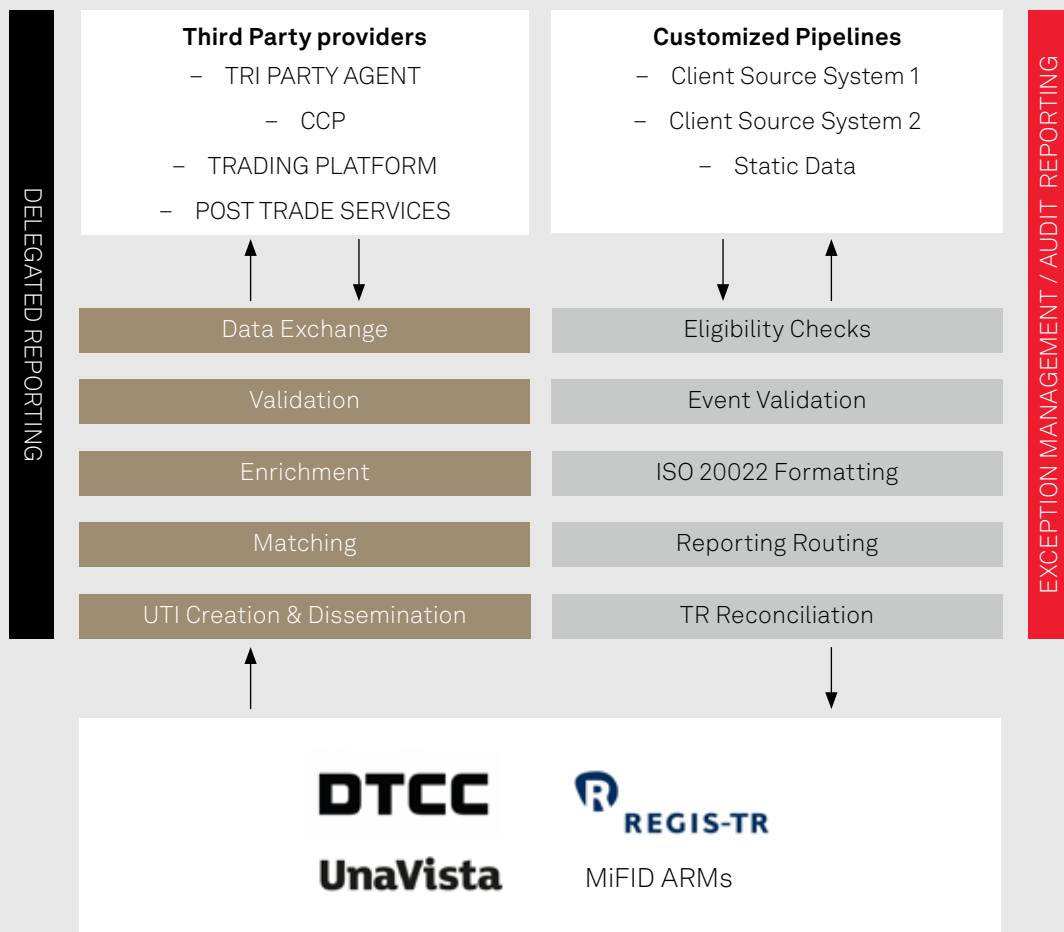 DELEGATED REPORTING
Third Party providers
– TRI PARTY AGENT
– CCP
– TRADING PLATFORM
– POST TRADE SERVICES
Customized Pipelines
– Client Source System 1
– Client Source System 2
– Static Data
EXCEPTION MANAGEMENT / AUDIT REPORTING
Data Exchange
Eligibility Checks
Validation
Event Validation
Enrichment
ISO 20022 Formatting
Matching
Reporting Routing
UTI Creation & Dissemination
TR Reconciliation
DTCC
R
REGIS-TR
UnaVista
MiFID ARMs